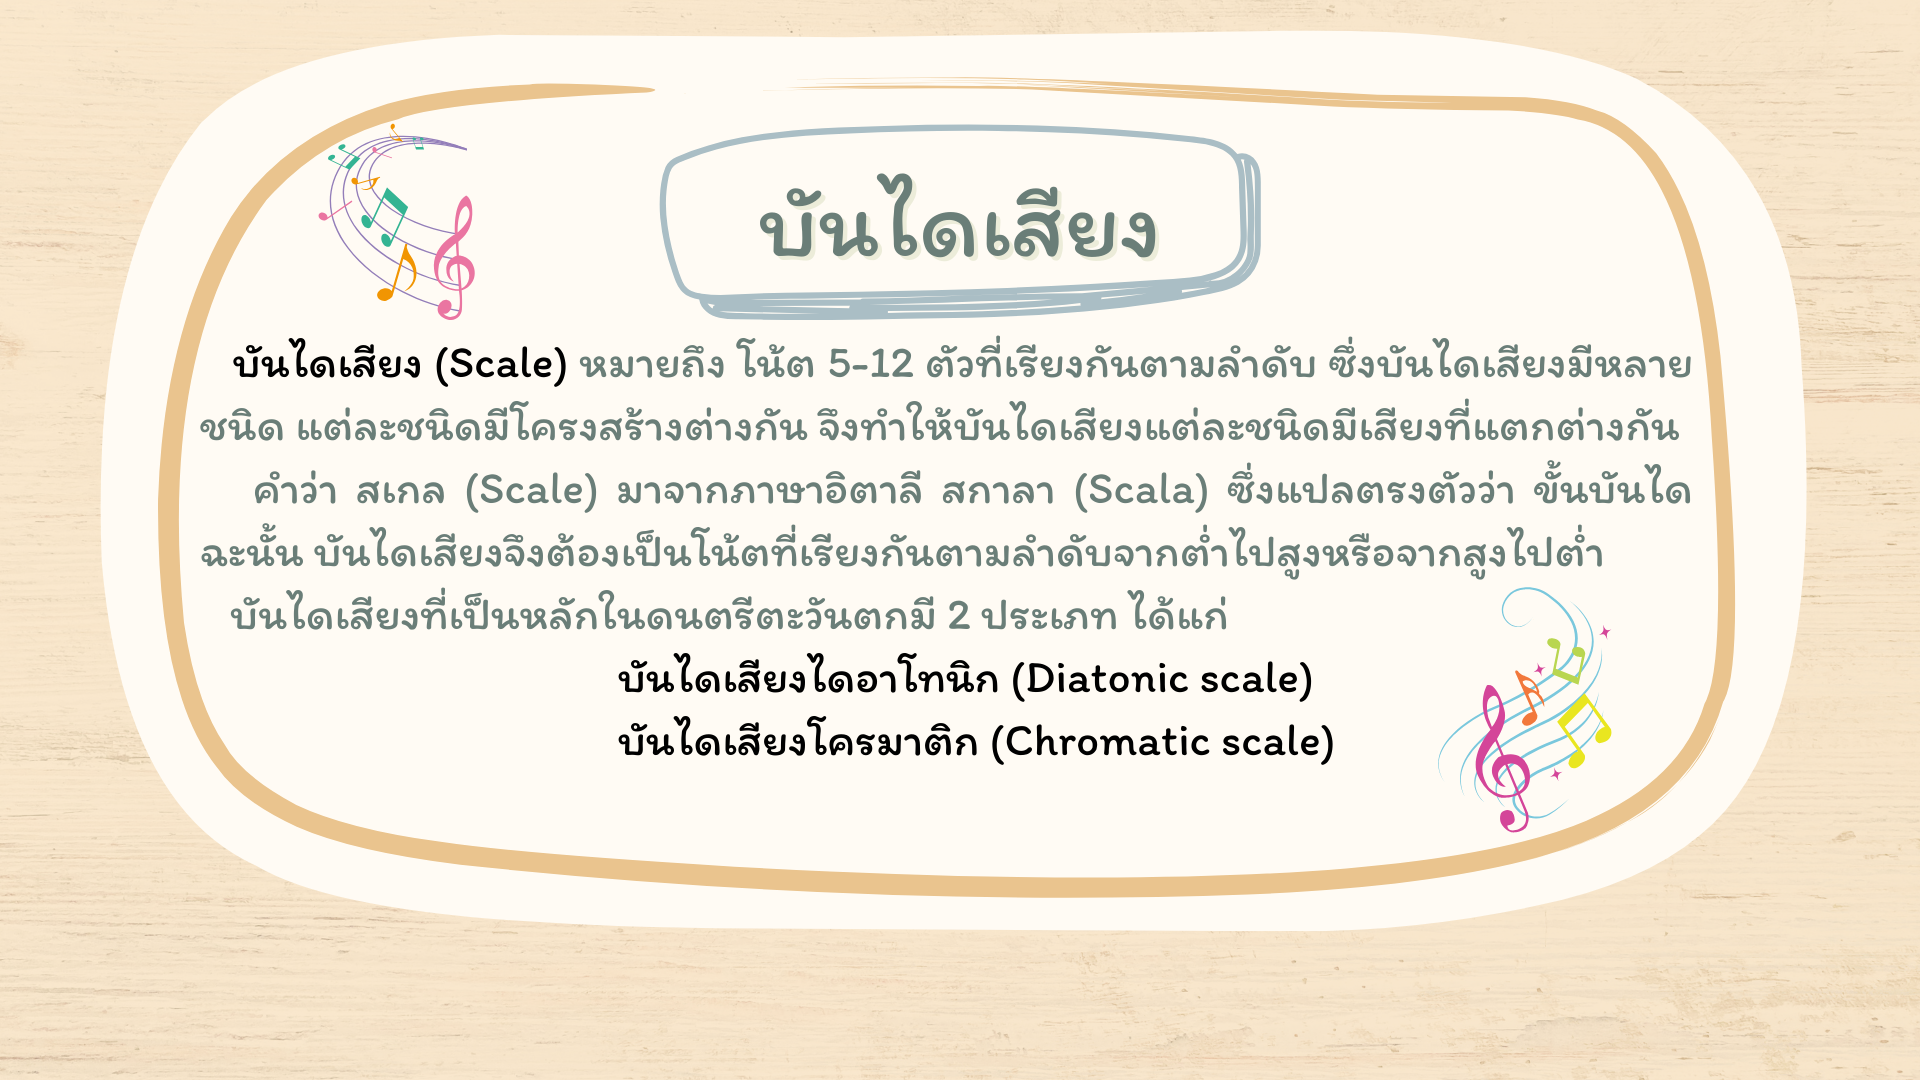 บันไดเสียง
บันไดเสียง (Scale) หมายถึง โน้ต 5-12 ตัวที่เรียงกันตามลำดับ ซึ่งบันไดเสียงมีหลาย
ชนิด แต่ละชนิดมีโครงสร้างต่างกัน จึงทำให้บันไดเสียงแต่ละชนิดมีเสียงที่แตกต่างกัน
คำว่า สเกล (Scale) มาจากภาษาอิตาลี สกาลา (Scala) ซึ่งแปลตรงตัวว่า ขั้นบันได
ฉะนั้น บันไดเสียงจึงต้องเป็นโน้ตที่เรียงกันตามลำดับจากต่ำไปสูงหรือจากสูงไปต่ำ
บันไดเสียงที่เป็นหลักในดนตรีตะวันตกมี 2 ประเภท ได้แก่
บันไดเสียงไดอาโทนิก (Diatonic scale)
บันไดเสียงโครมาติก (Chromatic scale)